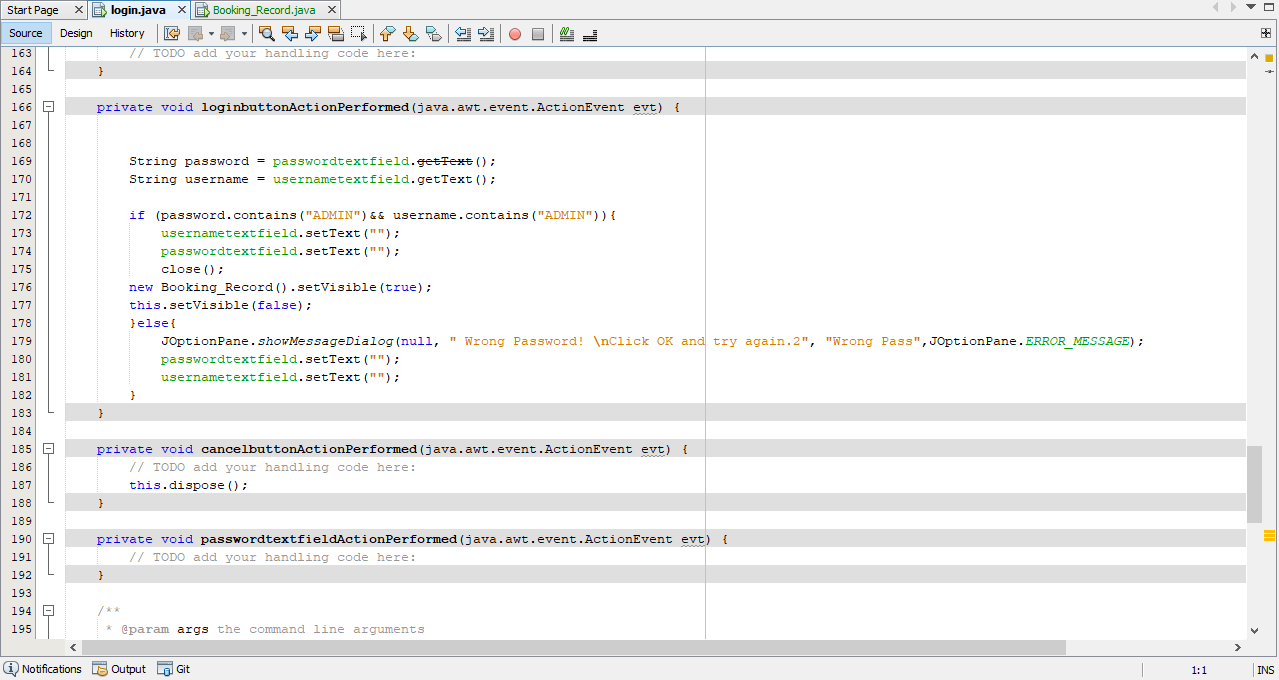 Start Page login.java Booking_Record.java
Source Design History
163 // TODO add your handling code here:
164 }
165
166 private void loginbuttonActionPerformed(java.awt.event.ActionEvent evt) {
167
168
169 String password = passwordtextfield.getText();
170 String username = usernametextfield.getText();
171
172 if (password.contains("ADMIN")&& username.contains("ADMIN")){
173 usernametextfield.setText("");
174 passwordtextfield.setText("");
175 close();
176 new Booking_Record().setVisible(true);
177 this.setVisible(false);
178 }else{
179 JOptionPane.showMessageDialog(null, " Wrong Password! \nClick OK and try again.2", "Wrong Pass",JOptionPane.ERROR_MESSAGE);
180 passwordtextfield.setText("");
181 usernametextfield.setText("");
182 }
183 }
184
185 private void cancelbuttonActionPerformed(java.awt.event.ActionEvent evt) {
186 // TODO add your handling code here:
187 this.dispose();
188 }
189
190 private void passwordtextfieldActionPerformed(java.awt.event.ActionEvent evt) {
191 // TODO add your handling code here:
192 }
193
194 /**
195 * @param args the command line arguments
Notifications Output Git 1:1 INS